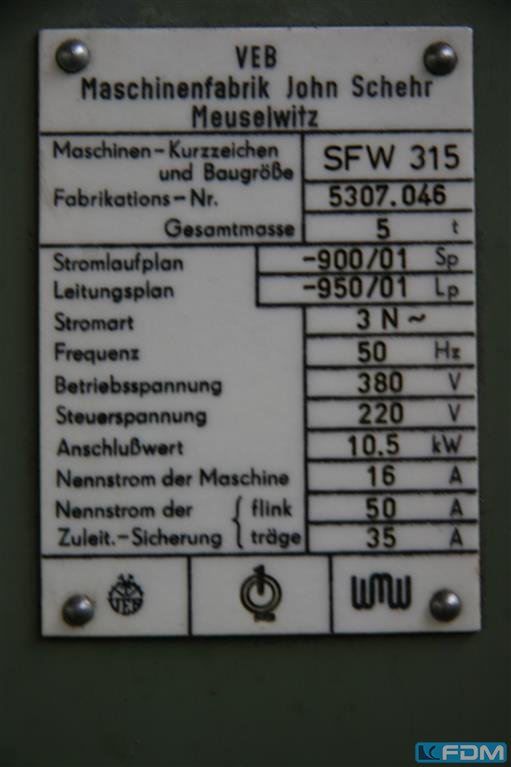 VEB
Maschinenfabrik John Schehr
Meuselwitz
Maschinen-Kurzzeichen
und Baugröße SFW 315
Fabrikations-Nr. 5307.046
Gesamtmasse 5 t
Stromlaufplan -900/01 Sp
Leitungsplan -950/01 Lp
Stromart 3 N ~
Frequenz 50 Hz
Betriebsspannung 380 V
Steuerspannung 220 V
Anschlußwert 10.5 kW
Nennstrom der Maschine 16 A
Nennstrom der { flink 50 A
Zuleit.-Sicherung { träge 35 A
VEB WMW
FDM